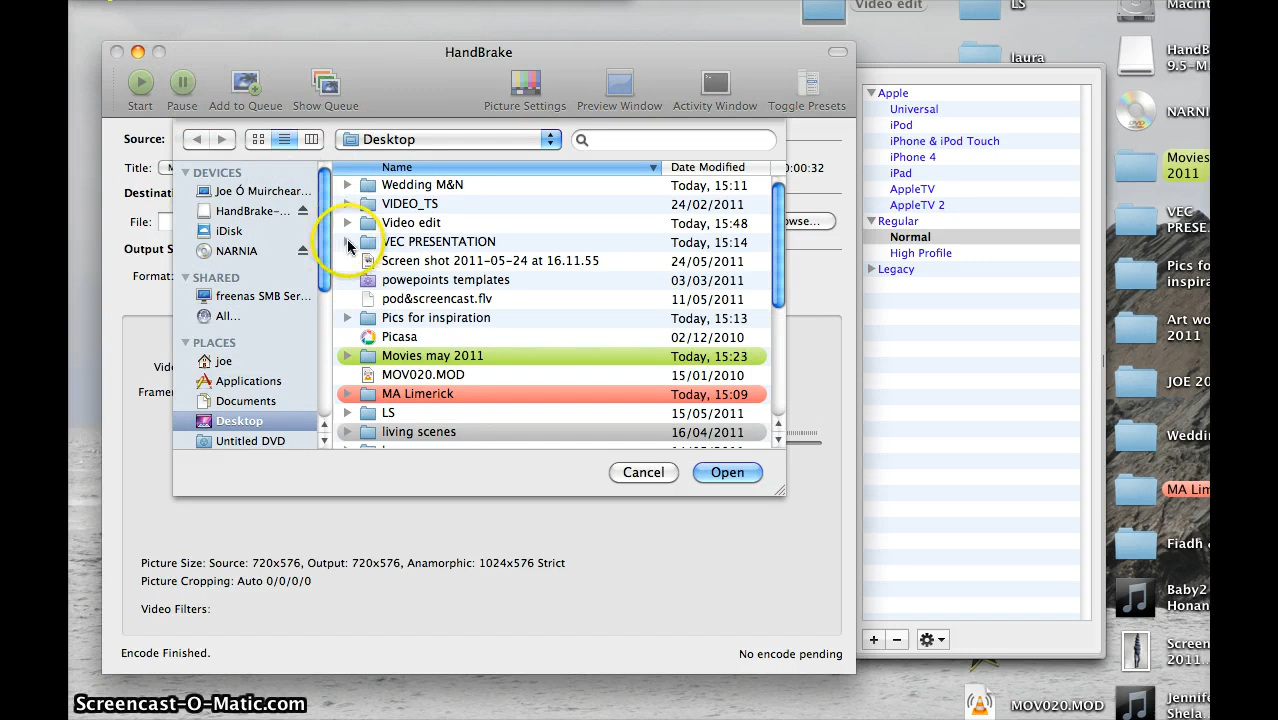 Video edit
LS
Macint
HandBrake
laura
HandBr
9.5-M
Start
Pause
Add to Queue
Show Queue
Picture Settings
Preview Window
Activity Window
Toggle Presets
Apple
Universal
iPod
iPhone & iPod Touch
iPhone 4
iPad
AppleTV
AppleTV 2
Regular
Normal
High Profile
Legacy
NARNI
Source:
Desktop
Title:
0:00:32
Destinati
File:
owse...
Output S
Format:
Vide
Frame
DEVICES
Joe Ó Muirchear...
HandBrake-...
iDisk
NARNIA
SHARED
freenas SMB Ser...
All...
PLACES
joe
Applications
Documents
Desktop
Untitled DVD
Name
Date Modified
Wedding M&N
Today, 15:11
VIDEO_TS
24/02/2011
Video edit
Today, 15:48
VEC PRESENTATION
Today, 15:14
Screen shot 2011-05-24 at 16.11.55
24/05/2011
powepoints templates
03/03/2011
pod&screencast.flv
11/05/2011
Pics for inspiration
Today, 15:13
Picasa
02/12/2010
Movies may 2011
Today, 15:23
MOV020.MOD
15/01/2010
MA Limerick
Today, 15:09
LS
15/05/2011
living scenes
16/04/2011
Cancel
Open
Movies
2011
VEC
PRESE.
Pics fo
inspira
Art wo
2011
JOE 20
Weddin
MA Lim
Fiadh &
Baby2
Honan
Screen
2011..
Jennife
Shela.
Picture Size: Source: 720x576, Output: 720x576, Anamorphic: 1024x576 Strict
Picture Cropping: Auto 0/0/0/0
Video Filters:
Encode Finished.
No encode pending
MOV020.MOD
Screencast-O-Matic.com